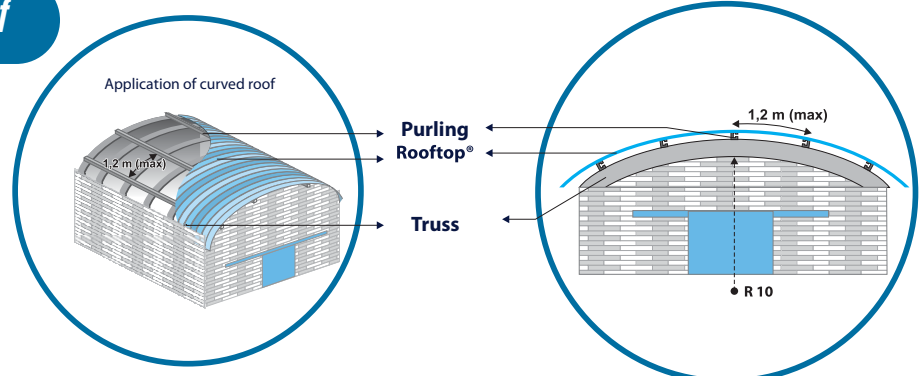 f
Application of curved roof
1,2 m (max)
Purling
Rooftop®
Truss
1,2 m (max)
R 10